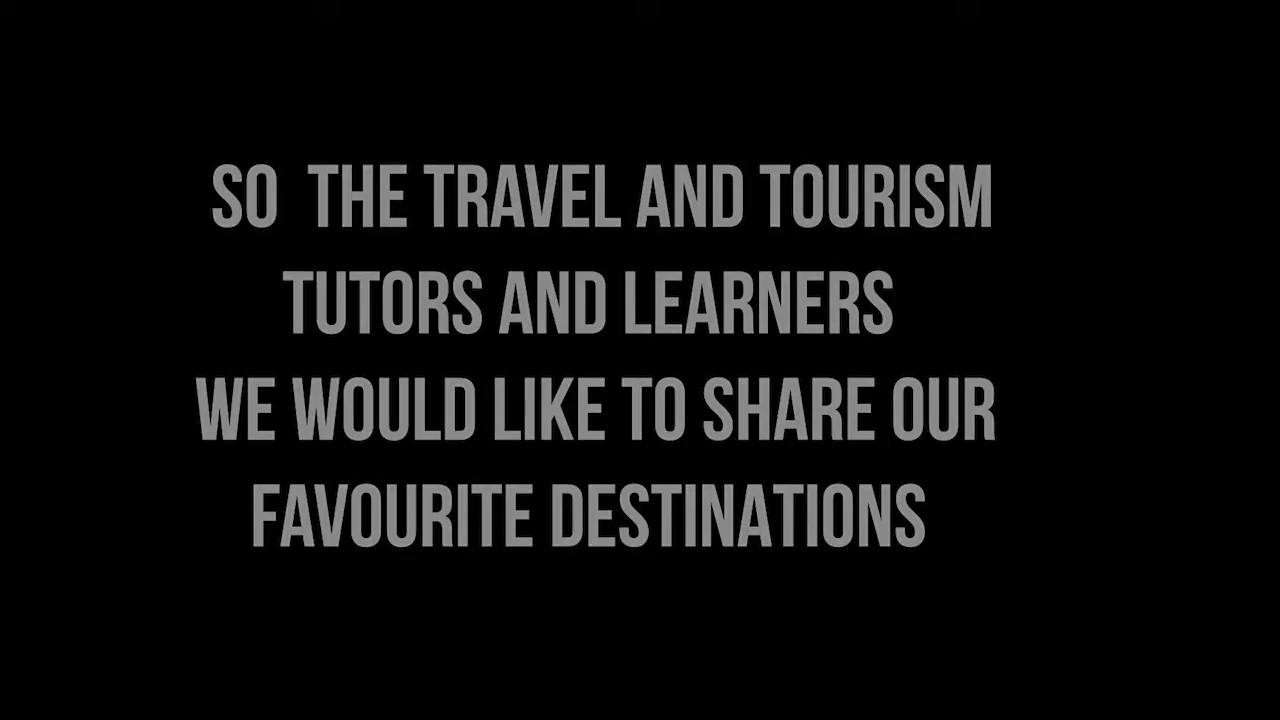 SO  THE TRAVEL AND TOURISM
TUTORS AND LEARNERS
WE WOULD LIKE TO SHARE OUR
FAVOURITE DESTINATIONS